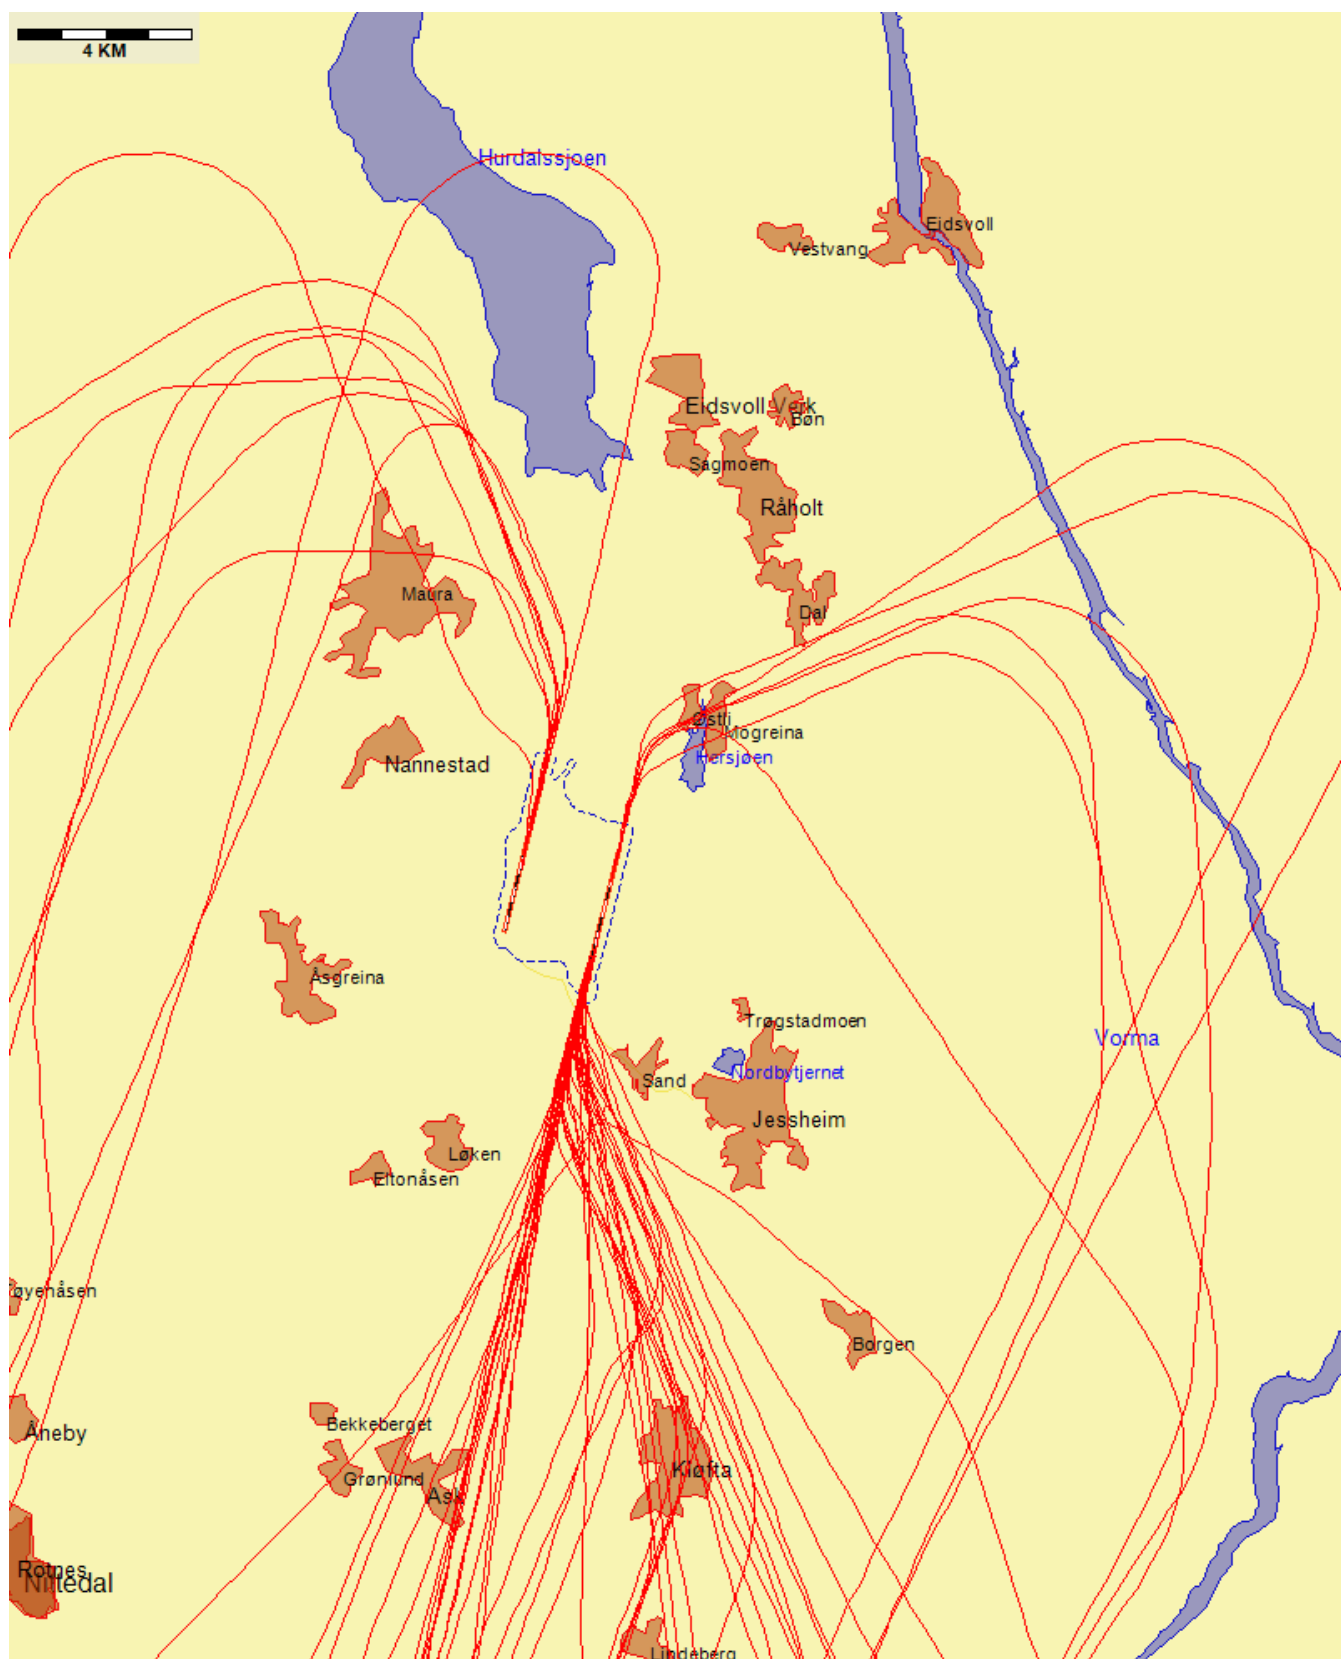 4 KM
Hurdalssjoen
Eidsvoll
Vestvang
Eidsvoll Verk
Bøn
Sagmoen
Råholt
Maura
Dal
Østli
Mogreina
Hersjøen
Nannestad
Åsgreina
Trøgstadmoen
Vorma
Sand
Nordbytjernet
Jessheim
Løken
Eltonåsen
øyenåsen
Borgen
Bekkeberget
Åneby
Grønlund
Kløfta
Ask
Rotnes
Nittedal
Lindeberg